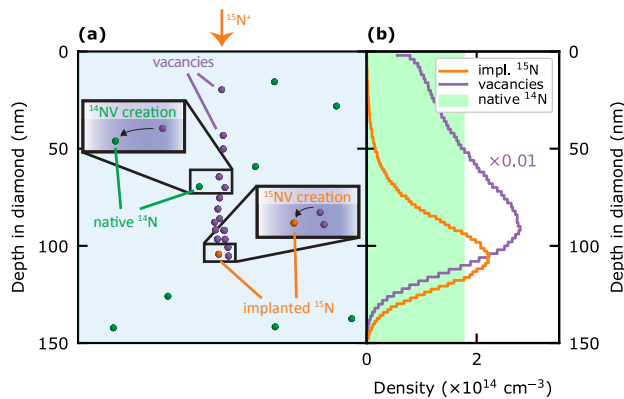 (a)
¹⁵N⁺
(b)
0
50
100
150
Depth in diamond (nm)
vacancies
¹⁴NV creation
native ¹⁴N
¹⁵NV creation
implanted ¹⁵N
impl. ¹⁵N
vacancies
native ¹⁴N
×0.01
0
50
100
150
Depth in diamond (nm)
0
2
Density (×10¹⁴ cm⁻³)